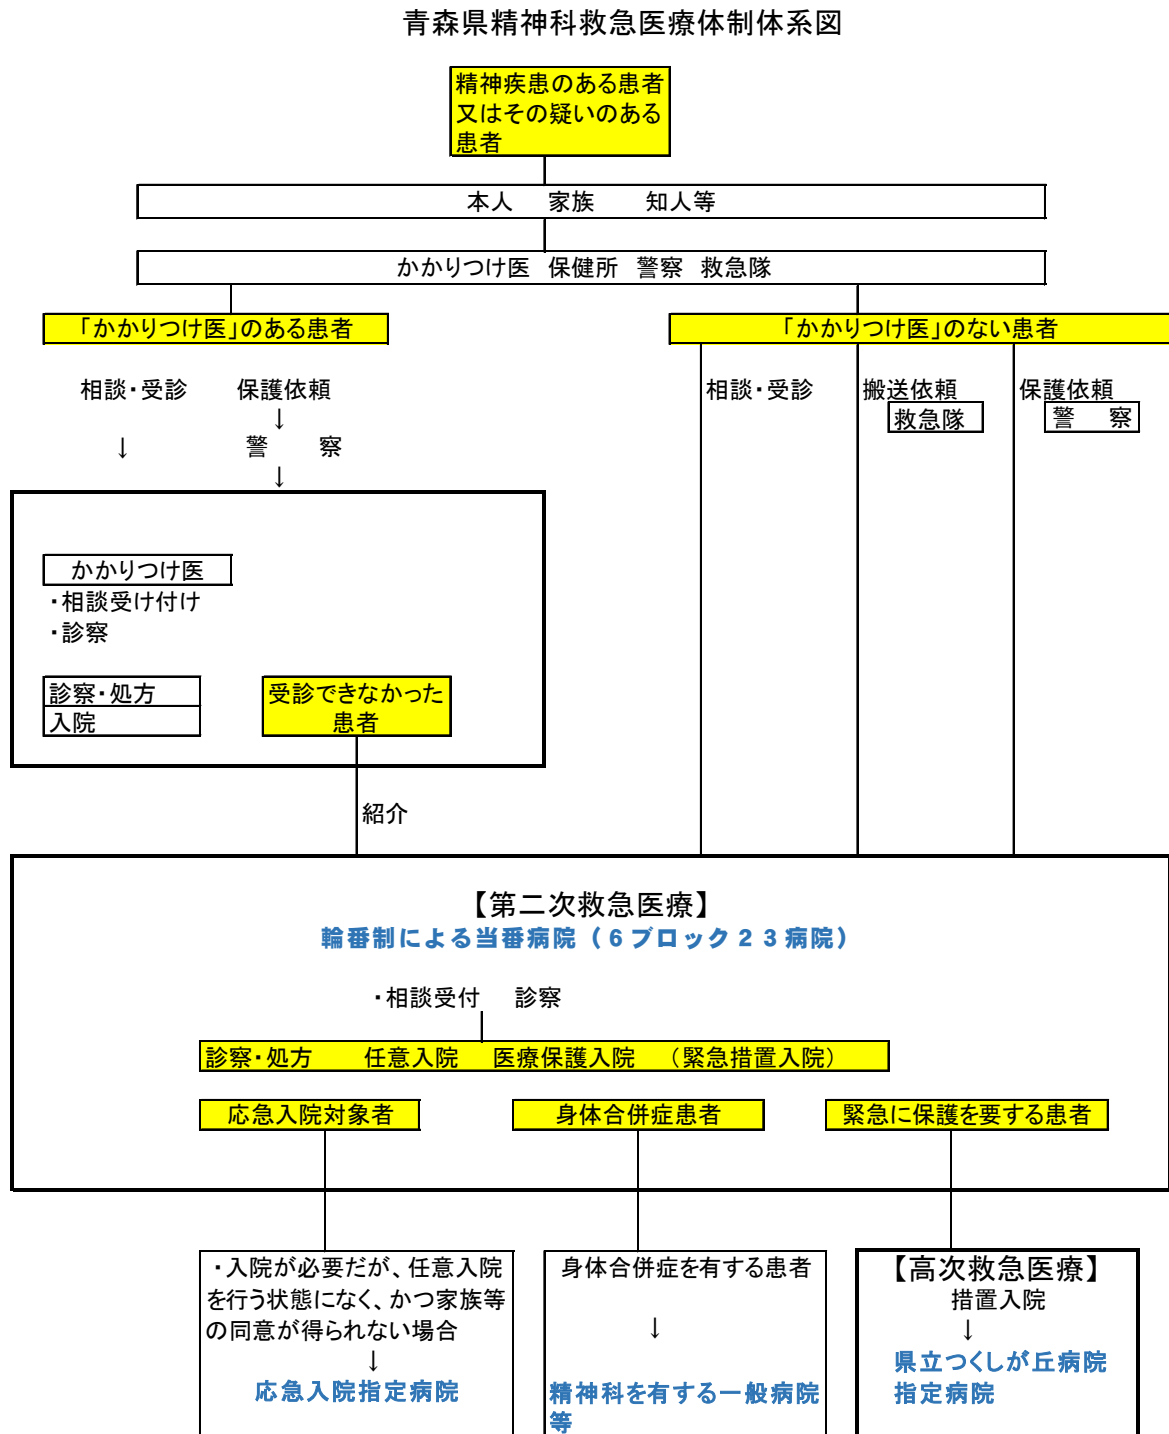 青森県精神科救急医療体制体系図
精神疾患のある患者
又はその疑いのある
患者
本人 家族 知人等
かかりつけ医 保健所 警察 救急隊
「かかりつけ医」のある患者
「かかりつけ医」のない患者
相談・受診 保護依頼
相談・受診
搬送依頼
保護依頼
↓
救急隊
警 察
↓ 警 察
↓
かかりつけ医
・相談受け付け
・診察
診察・処方
入院
受診できなかった
患者
紹介
【第二次救急医療】
輪番制による当番病院（６ブロック２３病院）
・相談受付 診察
診察・処方 任意入院 医療保護入院 （緊急措置入院）
応急入院対象者
身体合併症患者
緊急に保護を要する患者
・入院が必要だが、任意入院
を行う状態になく、かつ家族等
の同意が得られない場合
↓
応急入院指定病院
身体合併症を有する患者
↓
精神科を有する一般病院
等
【高次救急医療】
措置入院
↓
県立つくしが丘病院
指定病院